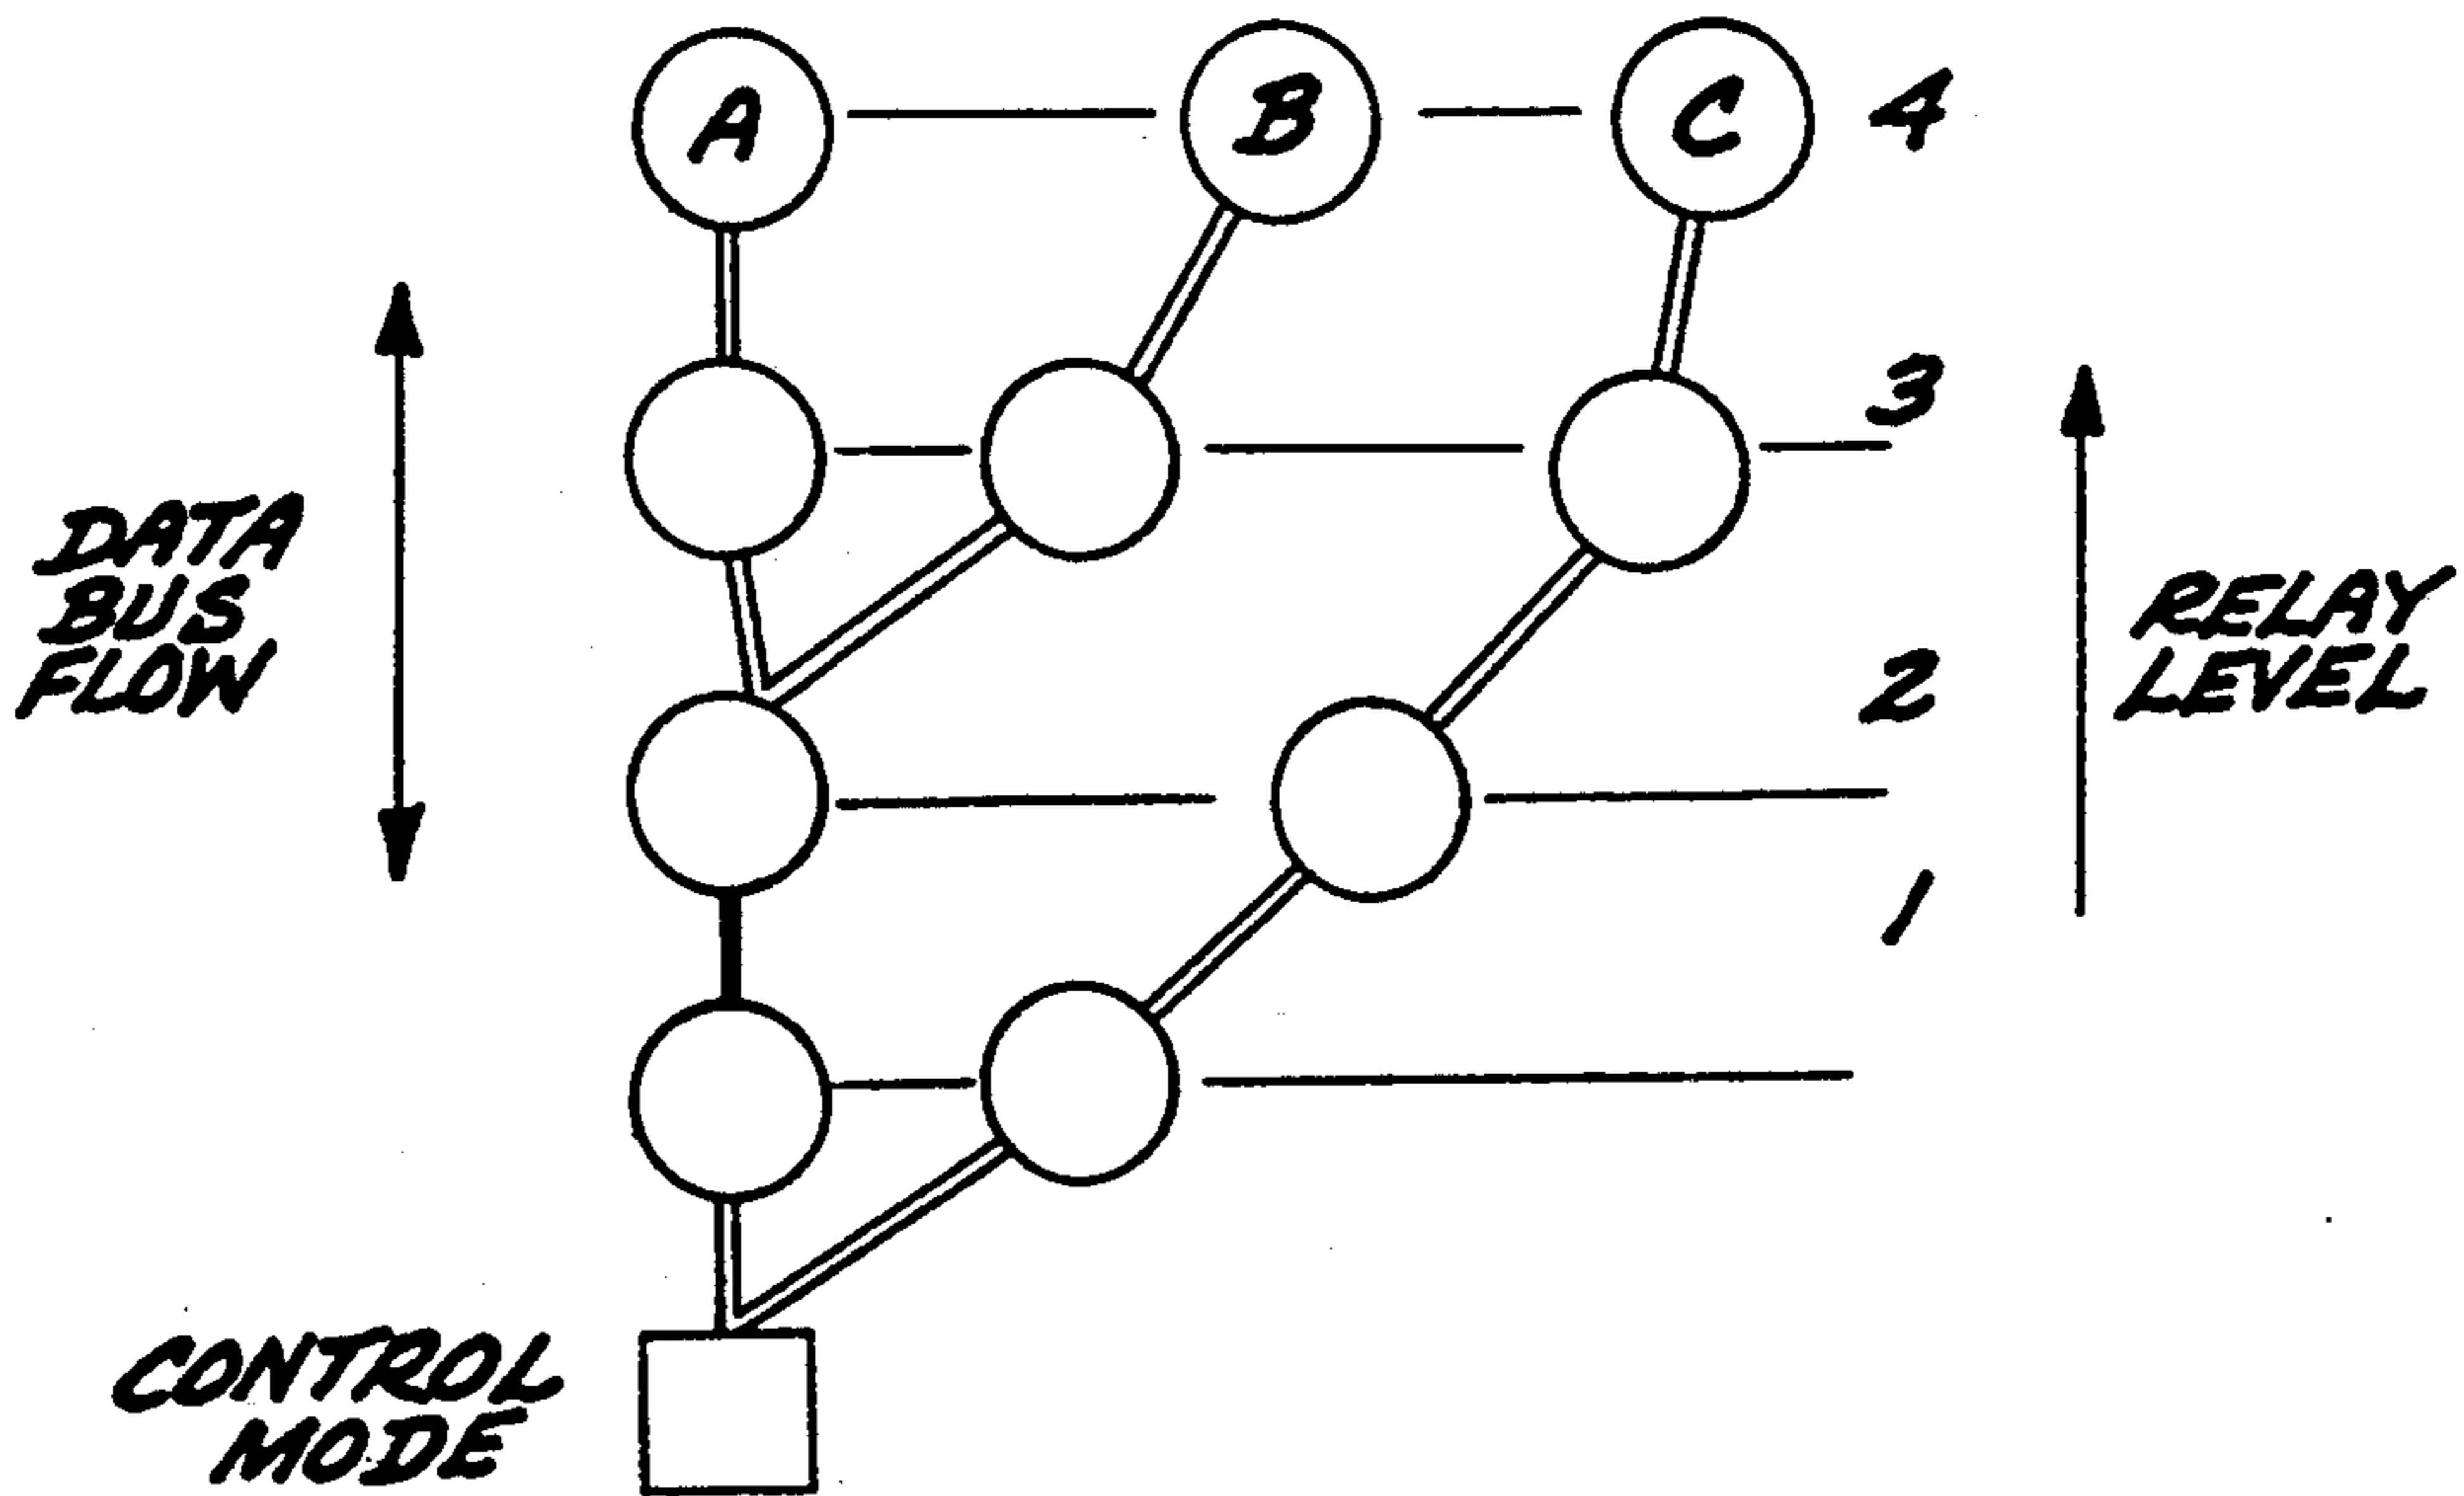 A
B
C
4
3
DATA
BUS
FLOW
RELAY
LEVEL
2
1
CONTROL
MODE